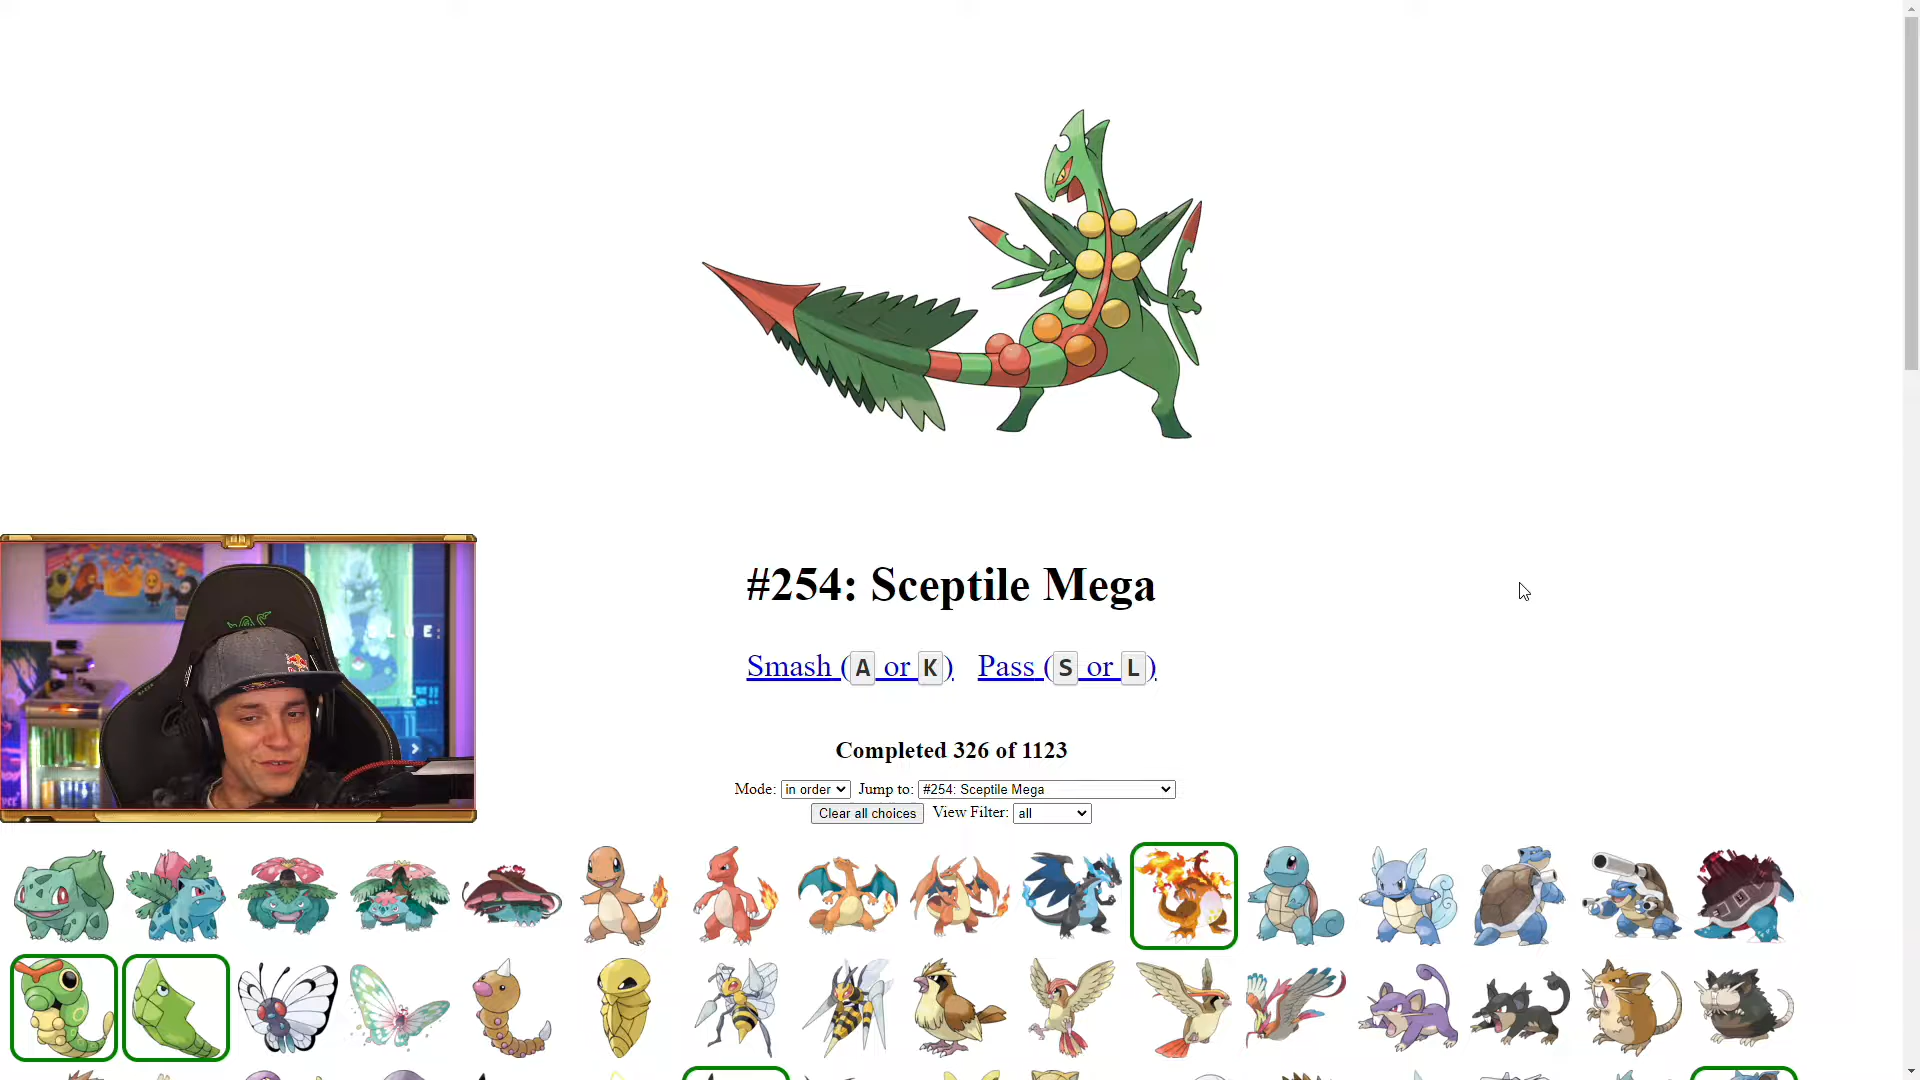 #254: Sceptile Mega
Smash (A or K) Pass (S or L)
Completed 326 of 1123
Mode: in order Jump to: #254: Sceptile Mega
Clear all choices View Filter: all